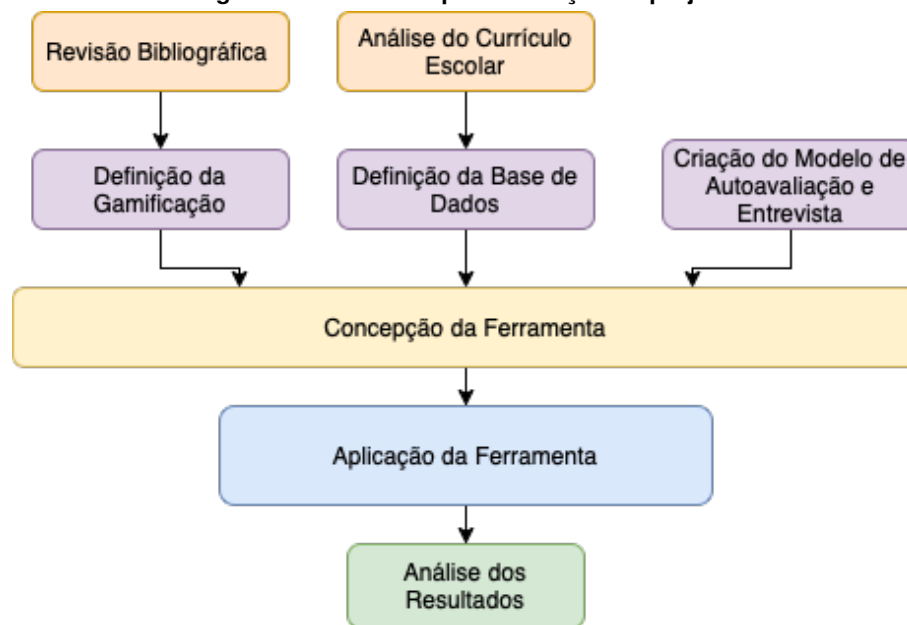 Revisão Bibliográfica
Análise do Currículo
Escolar
Definição da
Gamificação
Definição da Base de
Dados
Criação do Modelo de
Autoavaliação e
Entrevista
Concepção da Ferramenta
Aplicação da Ferramenta
Análise dos
Resultados